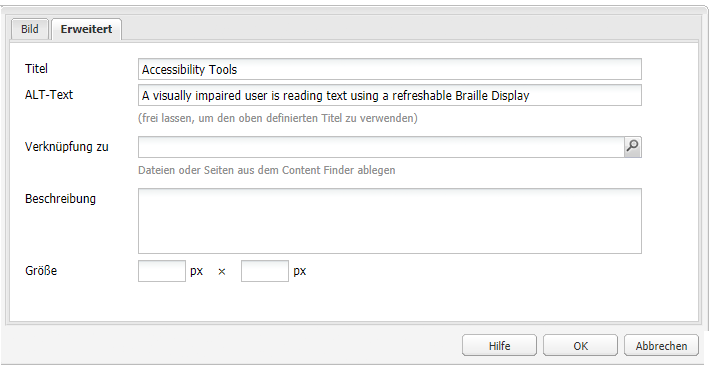 Bild Erweitert
Titel Accessibility Tools
ALT-Text A visually impaired user is reading text using a refreshable Braille Display
(frei lassen, um den oben definierten Titel zu verwenden)
Verknüpfung zu
Dateien oder Seiten aus dem Content Finder ablegen
Beschreibung
Größe px × px
Hilfe OK Abbrechen